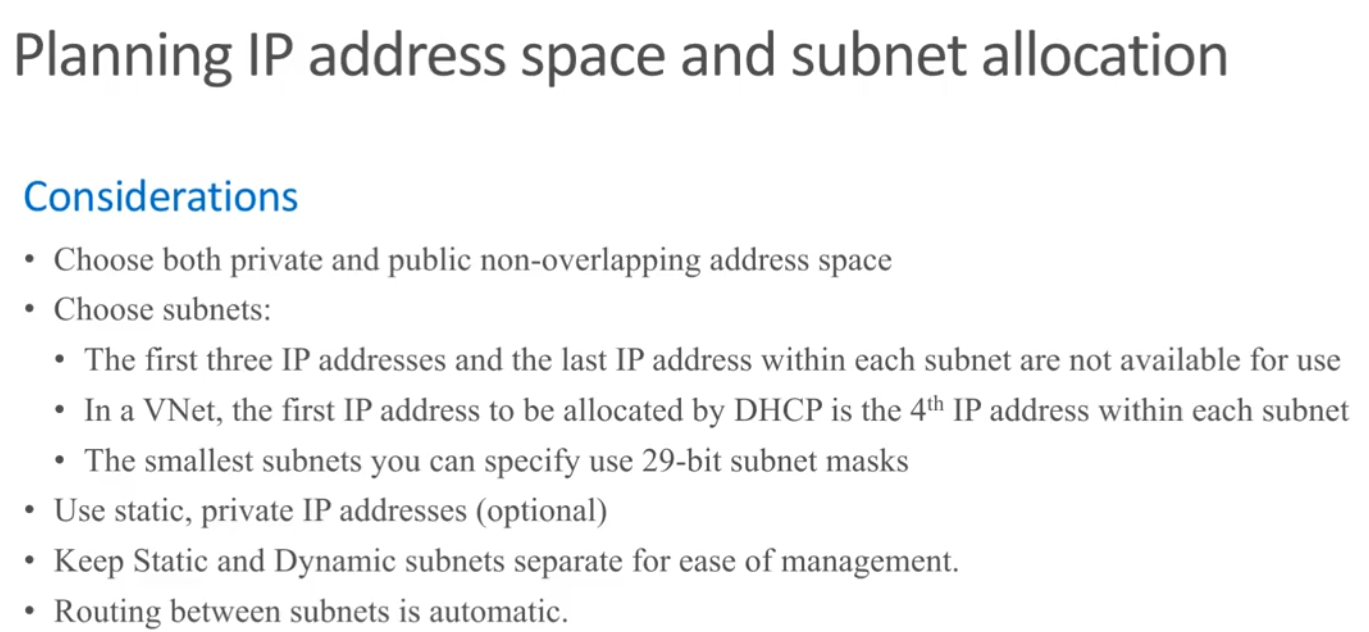 Planning IP address space and subnet allocation
Considerations
• Choose both private and public non-overlapping address space
• Choose subnets:
• The first three IP addresses and the last IP address within each subnet are not available for use
• In a VNet, the first IP address to be allocated by DHCP is the 4th IP address within each subnet
• The smallest subnets you can specify use 29-bit subnet masks
• Use static, private IP addresses (optional)
• Keep Static and Dynamic subnets separate for ease of management.
• Routing between subnets is automatic.